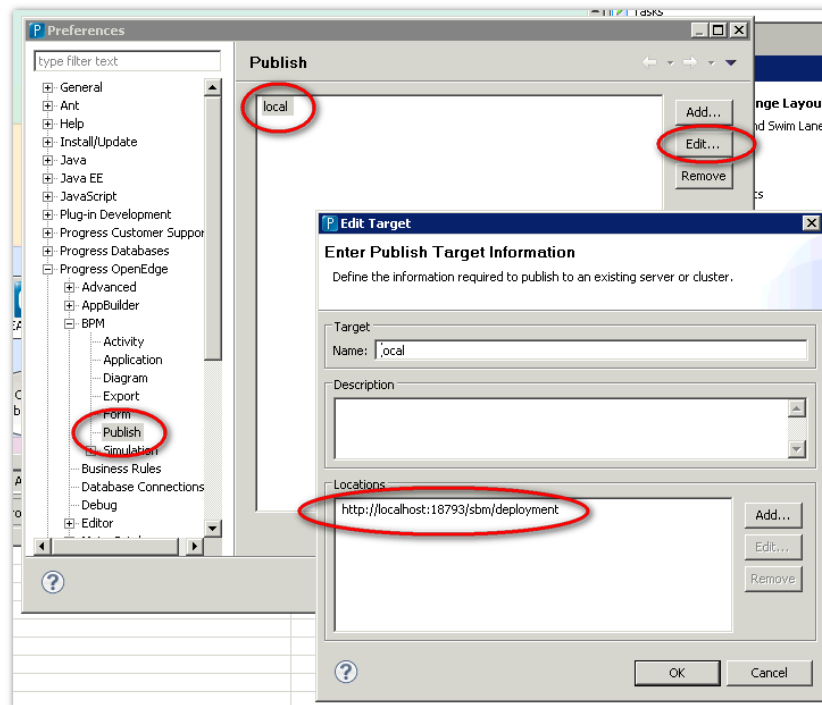 Tasks
Preferences
type filter text
Publish
General
Ant
Help
Install/Update
Java
Java EE
JavaScript
Plug-in Development
Progress Customer Suppor
Progress Databases
Progress OpenEdge
Advanced
AppBuilder
BPM
Activity
Application
Diagram
Export
Form
Publish
Simulation
Business Rules
Database Connections
Debug
Editor
local
Add...
Edit...
Remove
nge Layou
nd Swim Lane
Edit Target
Enter Publish Target Information
Define the information required to publish to an existing server or cluster.
Target
Name: local
Description
Locations
http://localhost:18793/sbm/deployment
Add...
Edit...
Remove
OK
Cancel